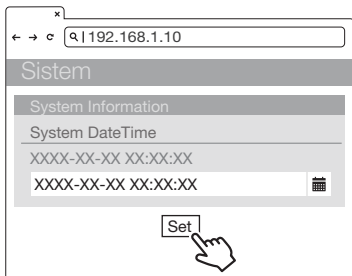 192.168.1.10
Sistem
System Information
System DateTime
XXXX-XX-XX XX:XX:XX
XXXX-XX-XX XX:XX:XX
Set